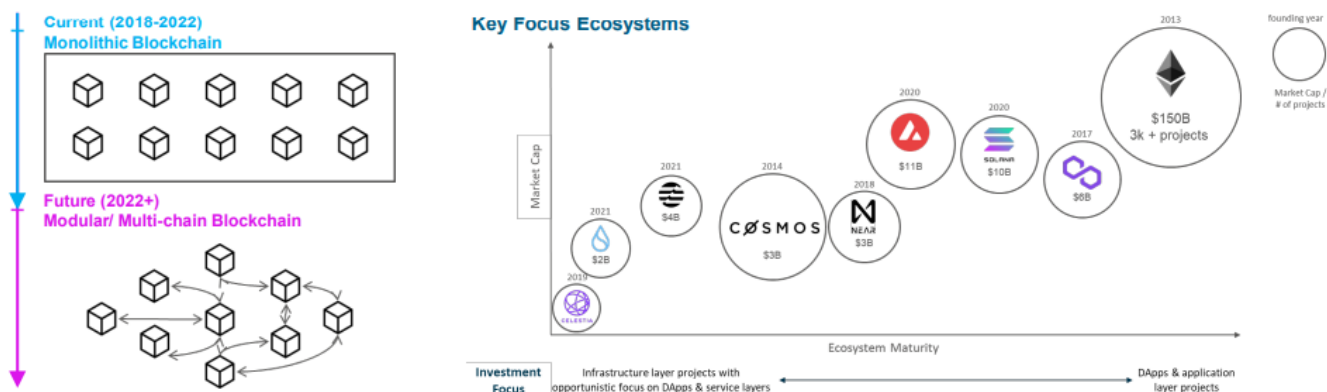 Current (2018-2022)
Monolithic Blockchain
Future (2022+)
Modular/ Multi-chain Blockchain
Key Focus Ecosystems
founding year
Market Cap /
# of projects
Market Cap
Ecosystem Maturity
2019
CELESTIA
2021
$2B
2021
$4B
2014
COSMOS
$3B
2018
NEAR
$3B
2020
$11B
2020
SOLANA
$10B
2017
$6B
2013
$150B
3k + projects
Investment
Focus
Infrastructure layer projects with
opportunistic focus on DApps & service layers
DApps & application
layer projects